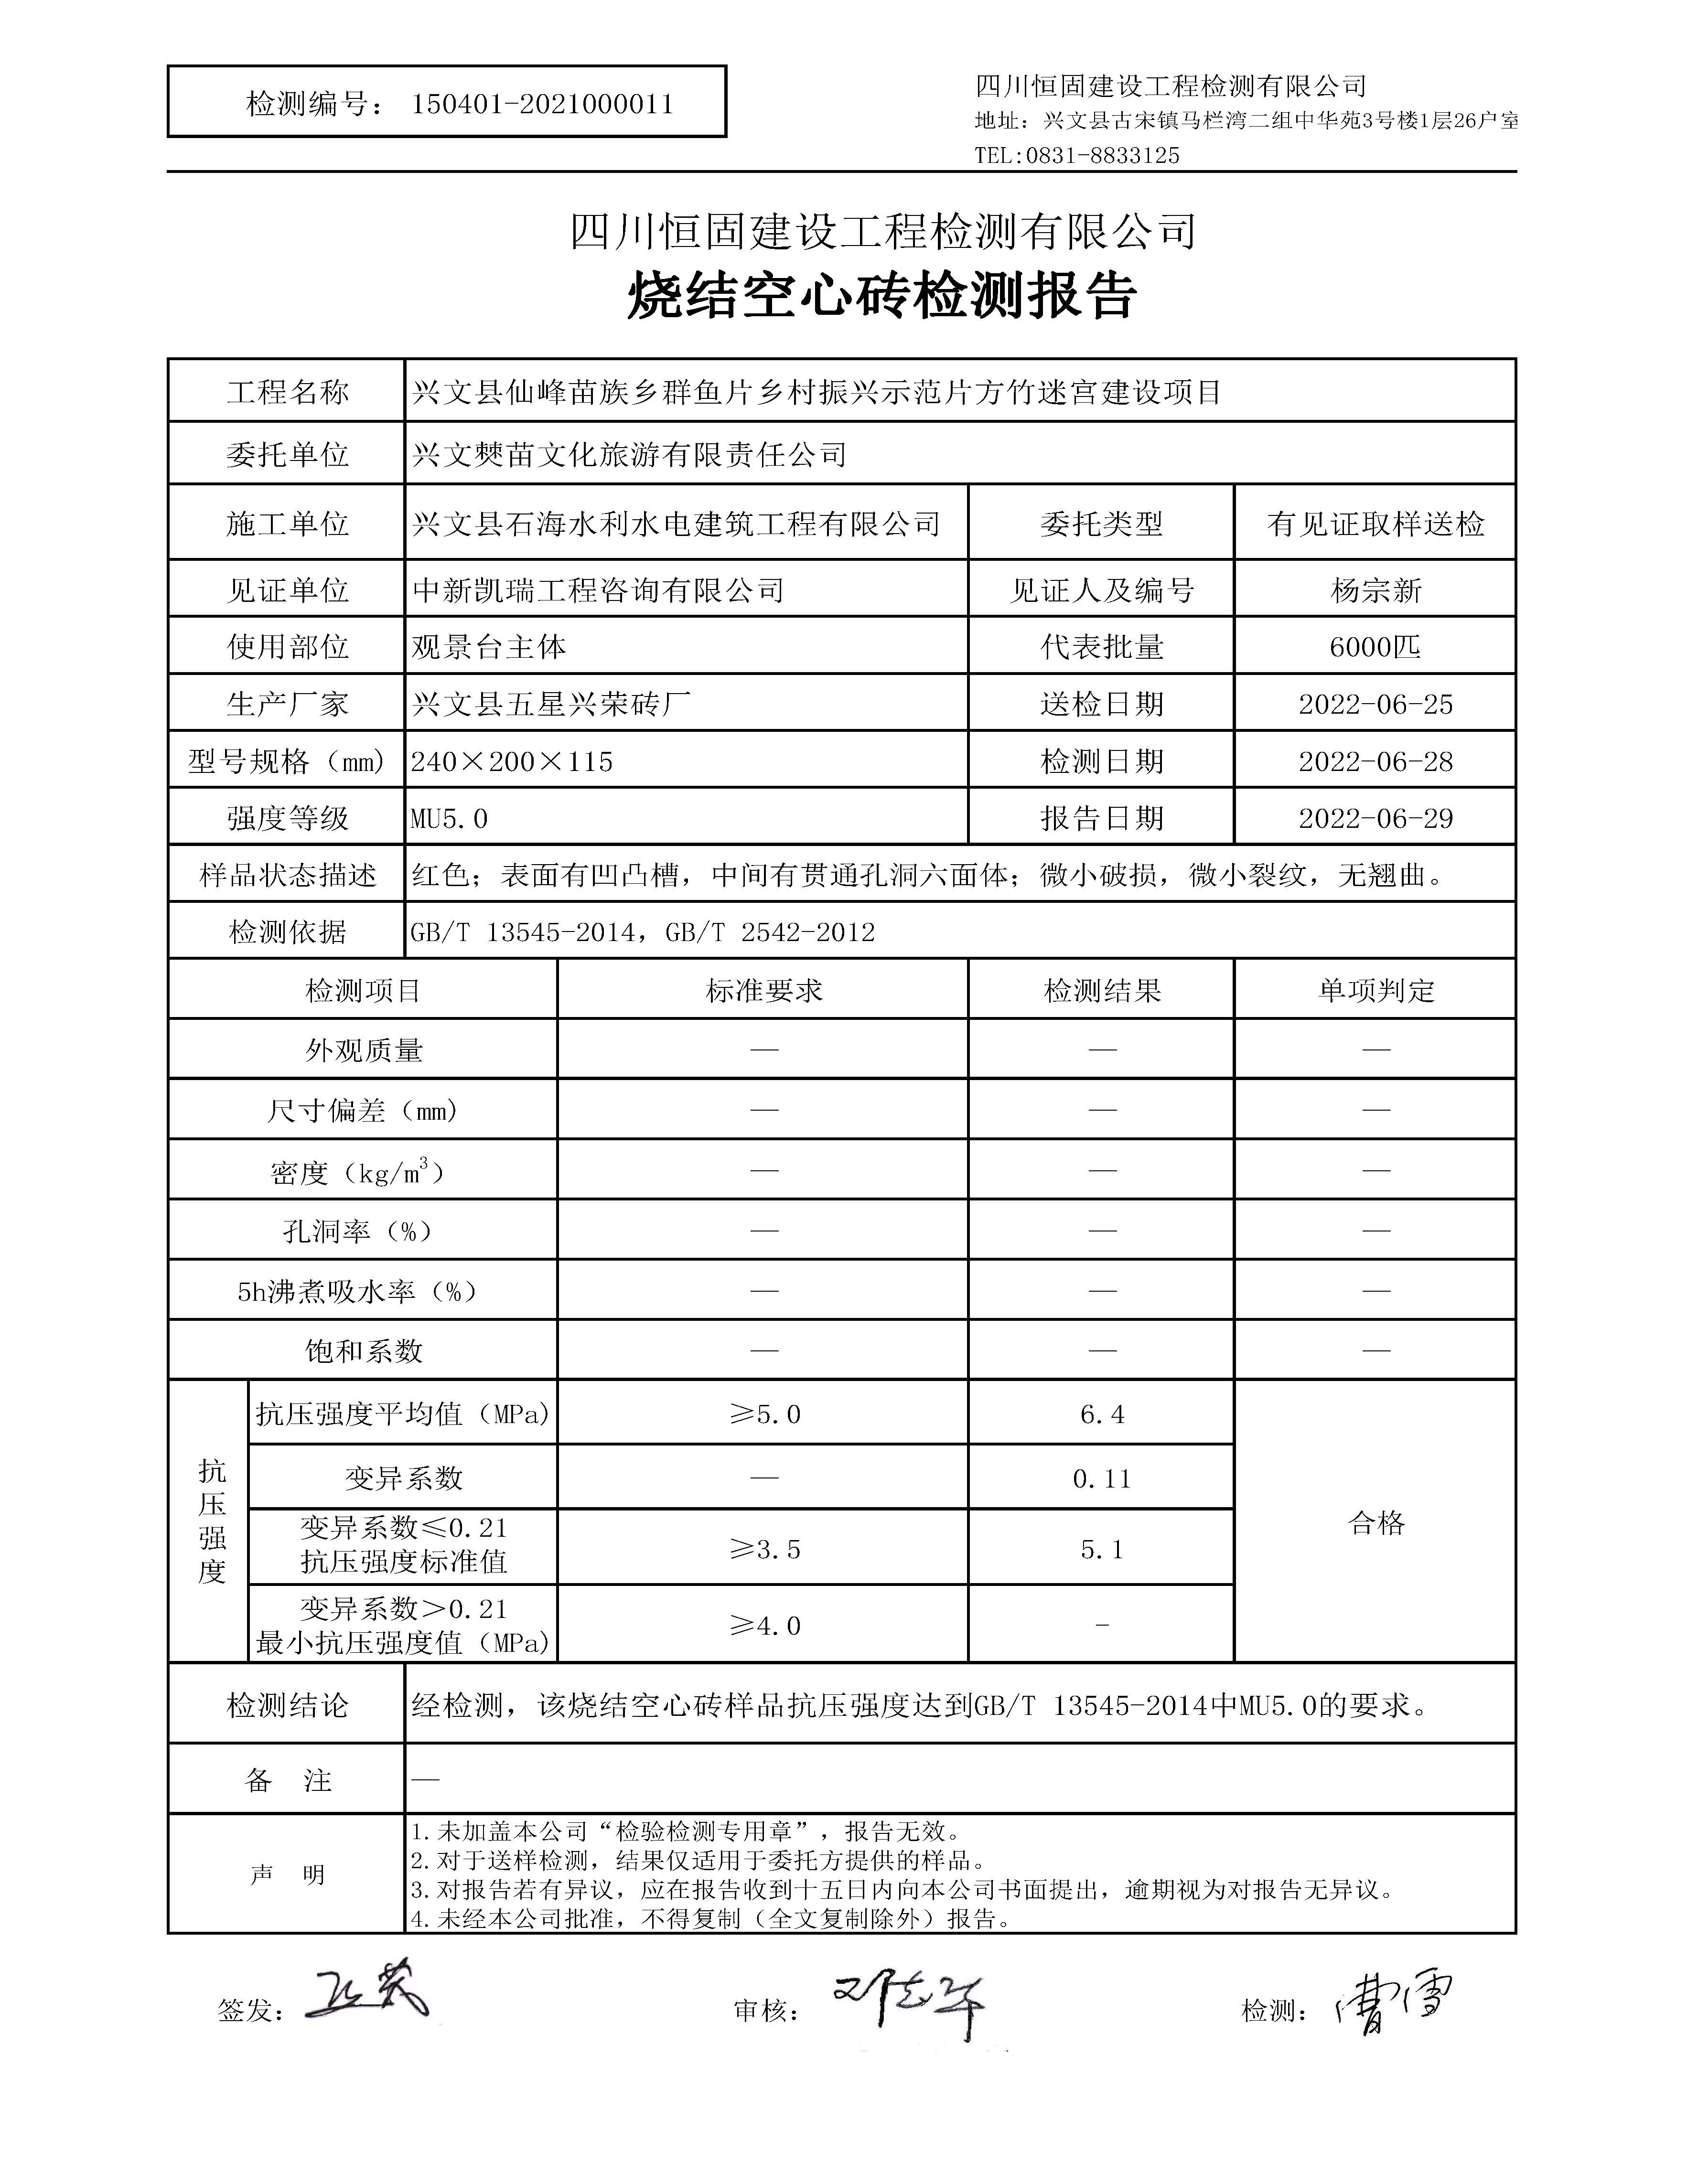 检测编号： 150401-2021000011
四川恒固建设工程检测有限公司
地址：兴文县古宋镇马栏湾二组中华苑3号楼1层26户室
TEL:0831-8833125
四川恒固建设工程检测有限公司
烧结空心砖检测报告
工程名称 兴文县仙峰苗族乡群鱼片乡村振兴示范片方竹迷宫建设项目
委托单位 兴文僰苗文化旅游有限责任公司
施工单位 兴文县石海水利水电建筑工程有限公司 委托类型 有见证取样送检
见证单位 中新凯瑞工程咨询有限公司 见证人及编号 杨宗新
使用部位 观景台主体 代表批量 6000匹
生产厂家 兴文县五星兴荣砖厂 送检日期 2022-06-25
型号规格（mm） 240×200×115 检测日期 2022-06-28
强度等级 MU5.0 报告日期 2022-06-29
样品状态描述 红色；表面有凹凸槽，中间有贯通孔洞六面体；微小破损，微小裂纹，无翘曲。
检测依据 GB/T 13545-2014，GB/T 2542-2012
检测项目 标准要求 检测结果 单项判定
外观质量 — — —
尺寸偏差（mm） — — —
密度（kg/m³） — — —
孔洞率（%） — — —
5h沸煮吸水率（%） — — —
饱和系数 — — —
抗压强度
抗压强度平均值（MPa） ≥5.0 6.4
变异系数 — 0.11
变异系数≤0.21
抗压强度标准值 ≥3.5 5.1
合格
变异系数＞0.21
最小抗压强度值（MPa） ≥4.0 -
检测结论 经检测，该烧结空心砖样品抗压强度达到GB/T 13545-2014中MU5.0的要求。
备 注 —
声 明
1.未加盖本公司“检验检测专用章”，报告无效。
2.对于送样检测，结果仅适用于委托方提供的样品。
3.对报告若有异议，应在报告收到十五日内向本公司书面提出，逾期视为对报告无异议。
4.未经本公司批准，不得复制（全文复制除外）报告。
签发： 审核： 检测：曹雪